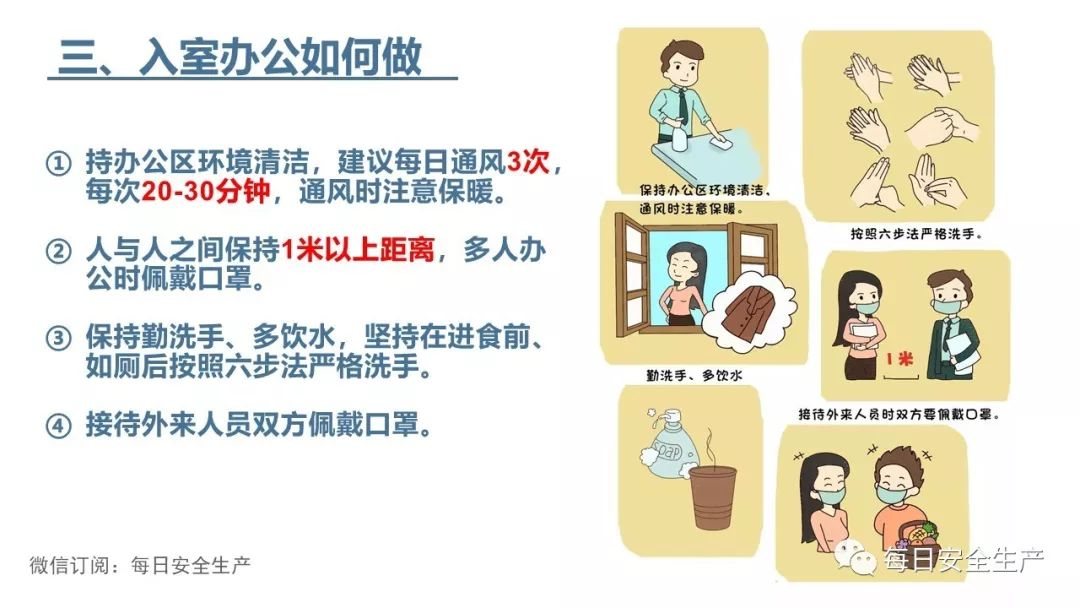 三、入室办公如何做
① 持办公区环境清洁，建议每日通风3次，
每次20-30分钟，通风时注意保暖。
② 人与人之间保持1米以上距离，多人办
公时佩戴口罩。
③ 保持勤洗手、多饮水，坚持在进食前、
如厕后按照六步法严格洗手。
④ 接待外来人员双方佩戴口罩。
微信订阅：每日安全生产
保持办公区环境清洁、
通风时注意保暖。
按照六步法严格洗手。
1米
勤洗手、多饮水
接待外来人员时双方要佩戴口罩。
Soap
每日安全生产